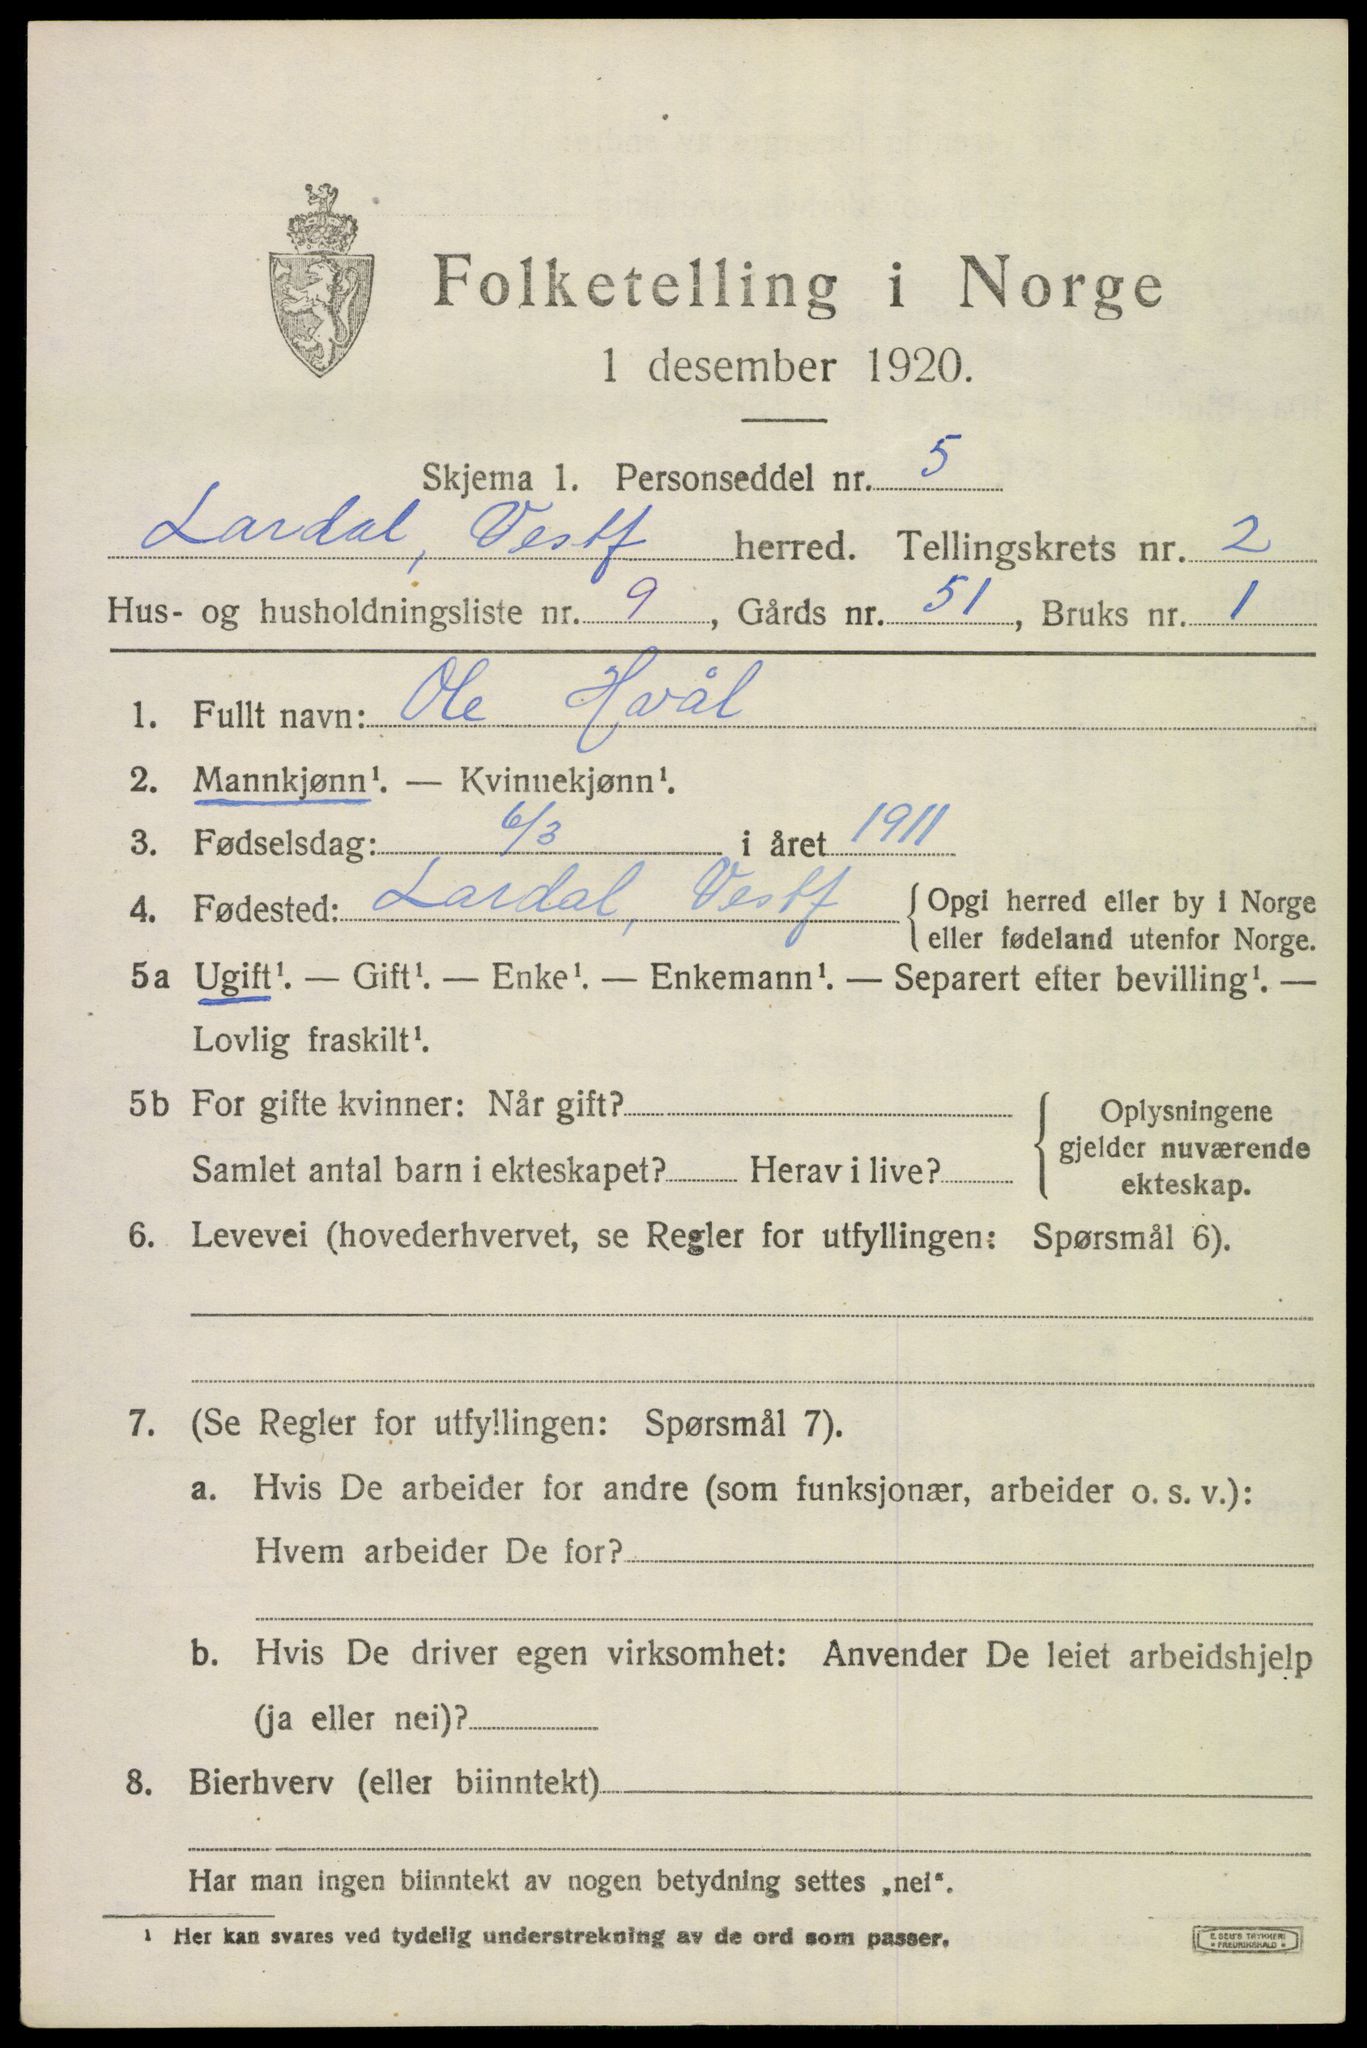 Folketelling i Norge
1 desember 1920.
Skjema 1. Personseddel nr. 5
Lardal, Vestf herred. Tellingskrets nr. 2
Hus- og husholdningsliste nr. 9, Gårds nr. 51, Bruks nr. 1
1. Fullt navn: Ole Hvål
2. Mannkjønn¹. — Kvinnekjønn¹.
3. Fødselsdag: 6/3 i året 1911
4. Fødested: Lardal, Vestf { Opgi herred eller by i Norge
eller fødeland utenfor Norge.
5a Ugift¹. — Gift¹. — Enke¹. — Enkemann¹. — Separert efter bevilling¹. —
Lovlig fraskilt¹.
5b For gifte kvinner: Når gift?
Samlet antal barn i ekteskapet? Herav i live?
Oplysningene
gjelder nuværende
ekteskap.
6. Levevei (hovederhvervet, se Regler for utfyllingen: Spørsmål 6).
7. (Se Regler for utfyllingen: Spørsmål 7).
a. Hvis De arbeider for andre (som funksjonær, arbeider o. s. v.):
Hvem arbeider De for?
b. Hvis De driver egen virksomhet: Anvender De leiet arbeidshjelp
(ja eller nei)?
8. Bierhverv (eller biinntekt)
Har man ingen biinntekt av nogen betydning settes „nei“.
¹ Her kan svares ved tydelig understrekning av de ord som passer.
E. SEM'S TRYKKERI
FREDRIKSHALD